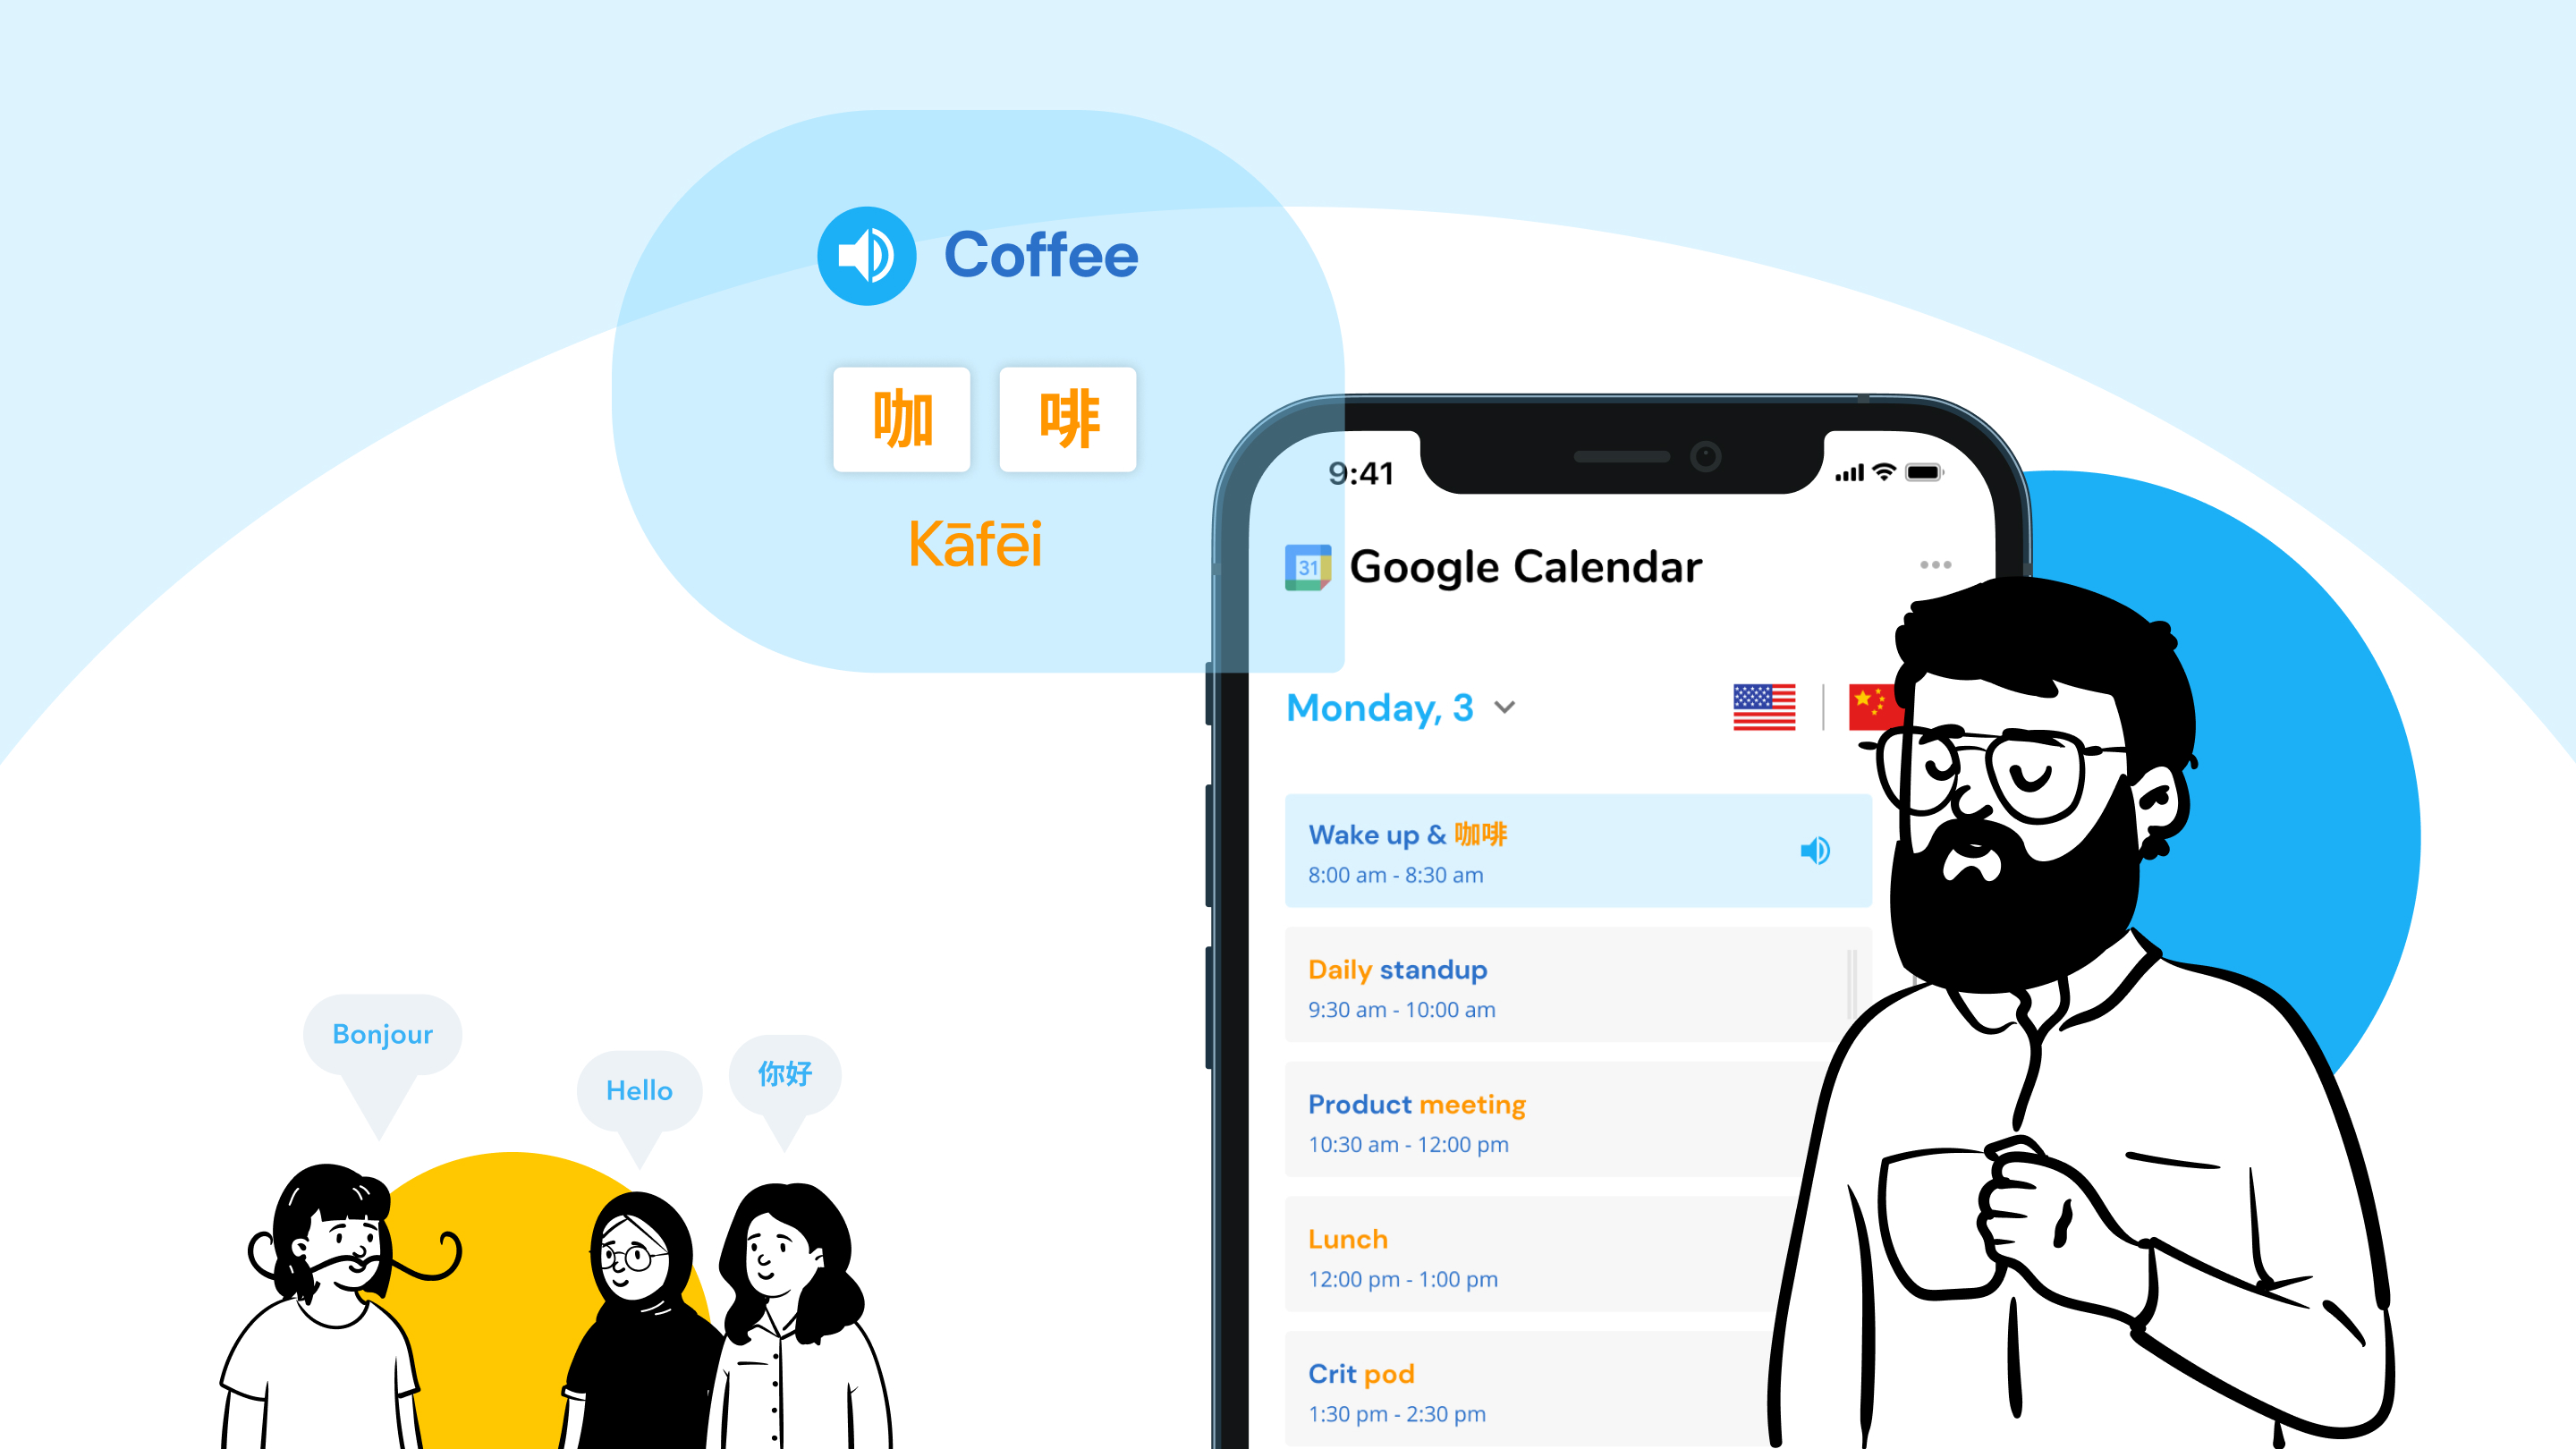 Coffee
咖 啡
Kāfēi
9:41
31 Google Calendar
Monday, 3
Wake up & 咖啡
8:00 am - 8:30 am
Daily standup
9:30 am - 10:00 am
Product meeting
10:30 am - 12:00 pm
Lunch
12:00 pm - 1:00 pm
Crit pod
1:30 pm - 2:30 pm
Bonjour
Hello
你好